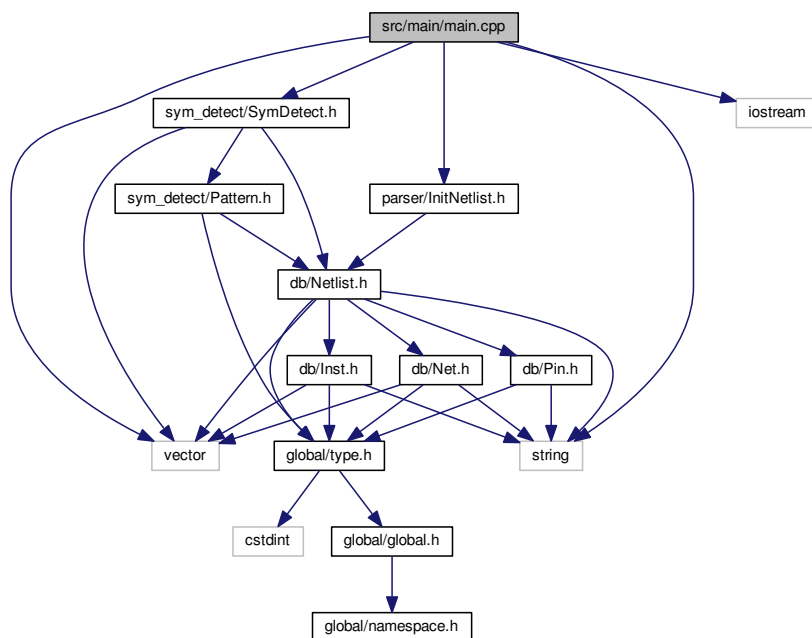 src/main/main.cpp
sym_detect/SymDetect.h
iostream
sym_detect/Pattern.h
parser/InitNetlist.h
db/Netlist.h
db/Inst.h
db/Net.h
db/Pin.h
vector
global/type.h
string
cstdint
global/global.h
global/namespace.h